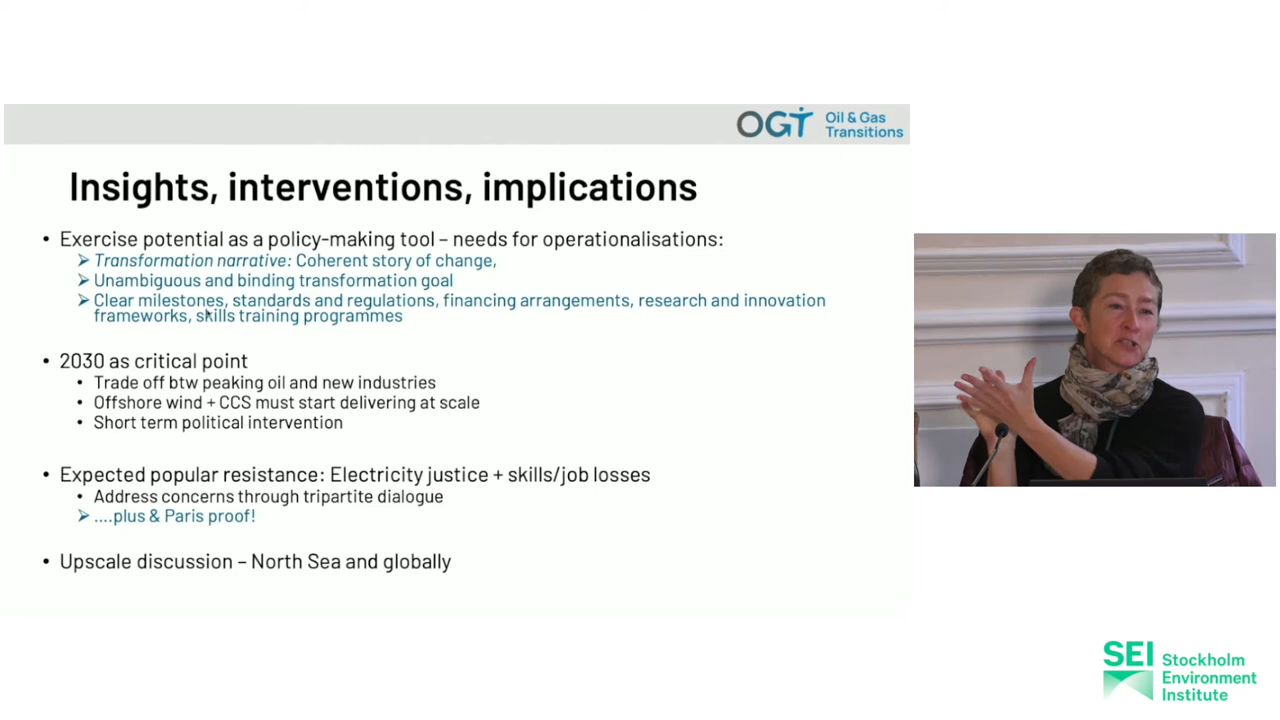 OGT Oil & Gas
Transitions
Insights, interventions, implications
• Exercise potential as a policy-making tool – needs for operationalisations:
➢ Transformation narrative: Coherent story of change,
➢ Unambiguous and binding transformation goal
➢ Clear milestones, standards and regulations, financing arrangements, research and innovation
frameworks, skills training programmes
• 2030 as critical point
• Trade off btw peaking oil and new industries
• Offshore wind + CCS must start delivering at scale
• Short term political intervention
• Expected popular resistance: Electricity justice + skills/job losses
• Address concerns through tripartite dialogue
➢ ....plus & Paris proof!
• Upscale discussion – North Sea and globally
SEI Stockholm
Environment
Institute